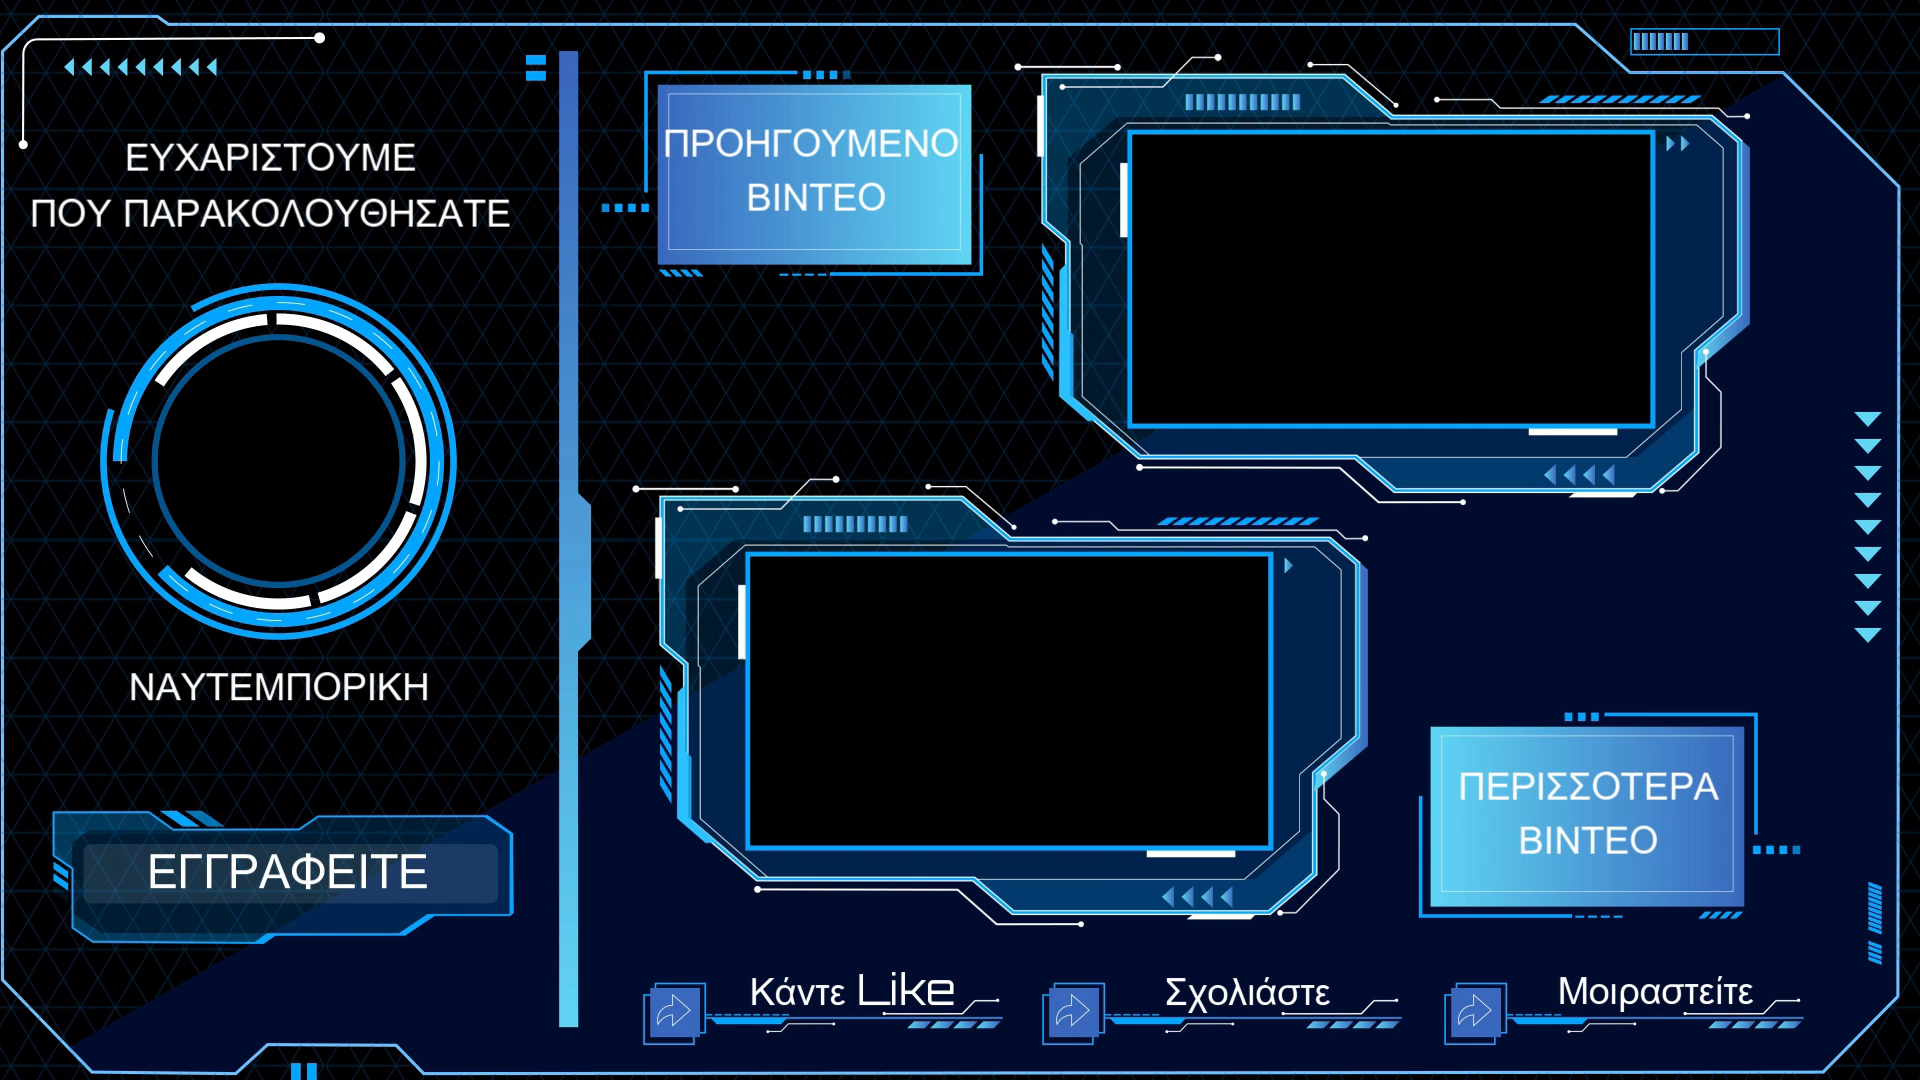 ΕΥΧΑΡΙΣΤΟΥΜΕ
ΠΟΥ ΠΑΡΑΚΟΛΟΥΘΗΣΑΤΕ
ΝΑΥΤΕΜΠΟΡΙΚΗ
ΕΓΓΡΑΦΕΙΤΕ
ΠΡΟΗΓΟΥΜΕΝΟ
ΒΙΝΤΕΟ
ΠΕΡΙΣΣΟΤΕΡΑ
ΒΙΝΤΕΟ
Κάντε Like
Σχολιάστε
Μοιραστείτε